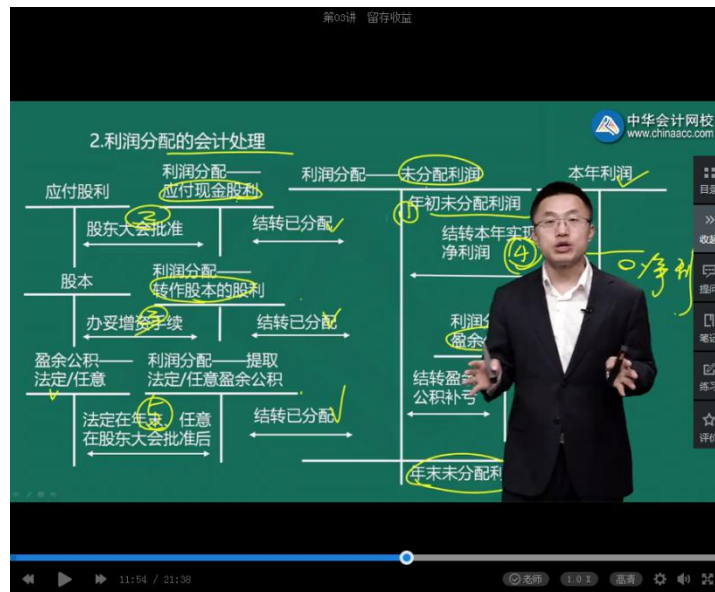 第03讲 留存收益
中华会计网校
www.chinaacc.com
2.利润分配的会计处理
利润分配——
应付现金股利
利润分配——未分配利润
本年利润
应付股利
年初未分配利润
①
②
股东大会批准
结转已分配
结转本年实现
净利润
④
0
净利
股本
利润分配——
转作股本的股利
③
办妥增资手续
结转已分配
利润分
盈余
盈余公积——
法定/任意
利润分配——提取
法定/任意盈余公积
结转盈
公积补亏
⑤
法定在年末，任意
在股东大会批准后
结转已分配
年末未分配利
目录
收起
提问
笔记
练习
评价
11:54 / 21:38
老师
1.0 X
高清